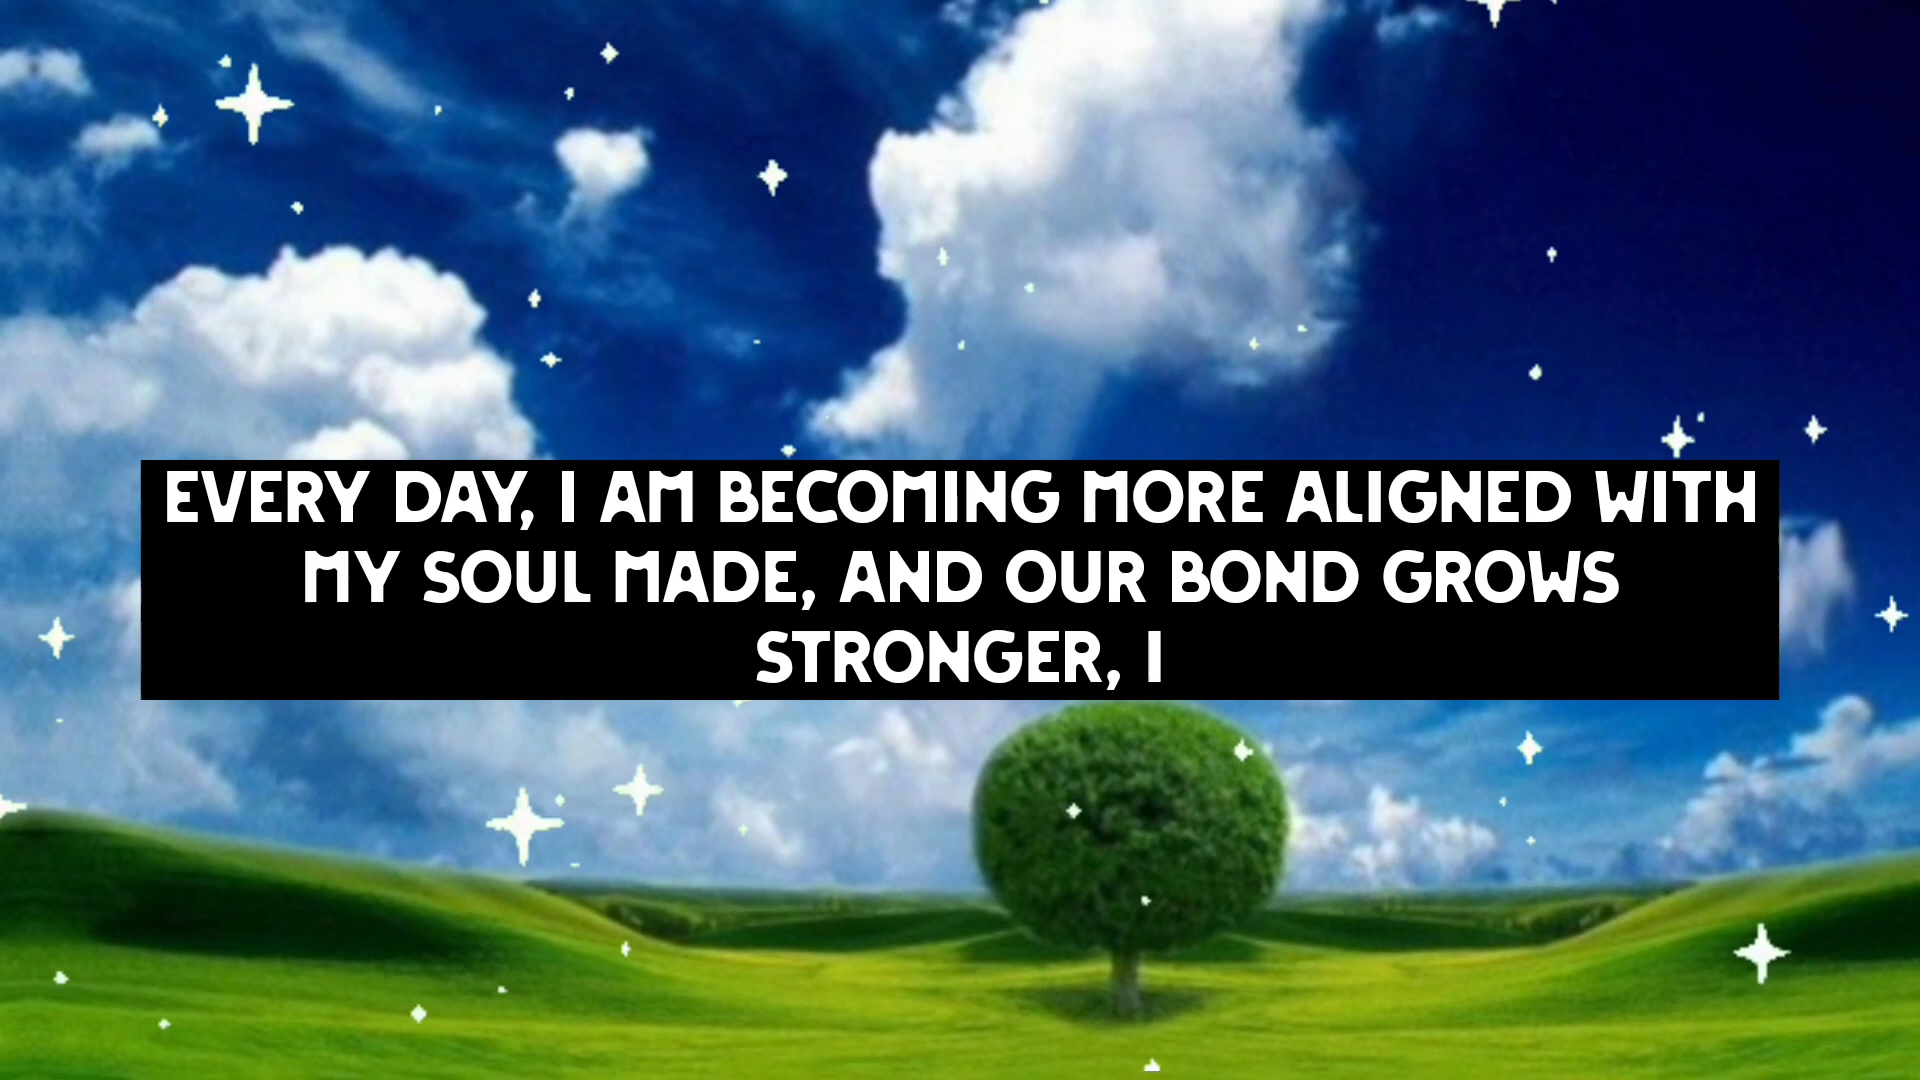 EVERY DAY, I AM BECOMING MORE ALIGNED WITH
MY SOUL MADE, AND OUR BOND GROWS
STRONGER, I